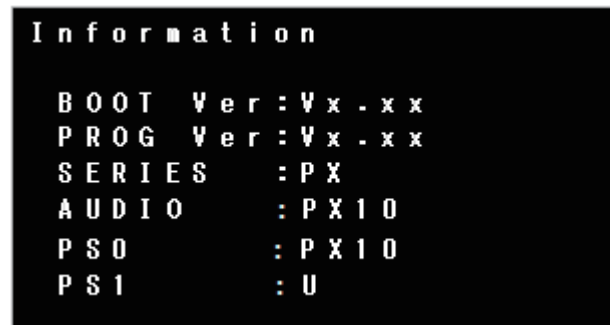 Information
BOOT Ver:Vx.xx
PROG Ver:Vx.xx
SERIES :PX
AUDIO :PX10
PS0 :PX10
PS1 :U